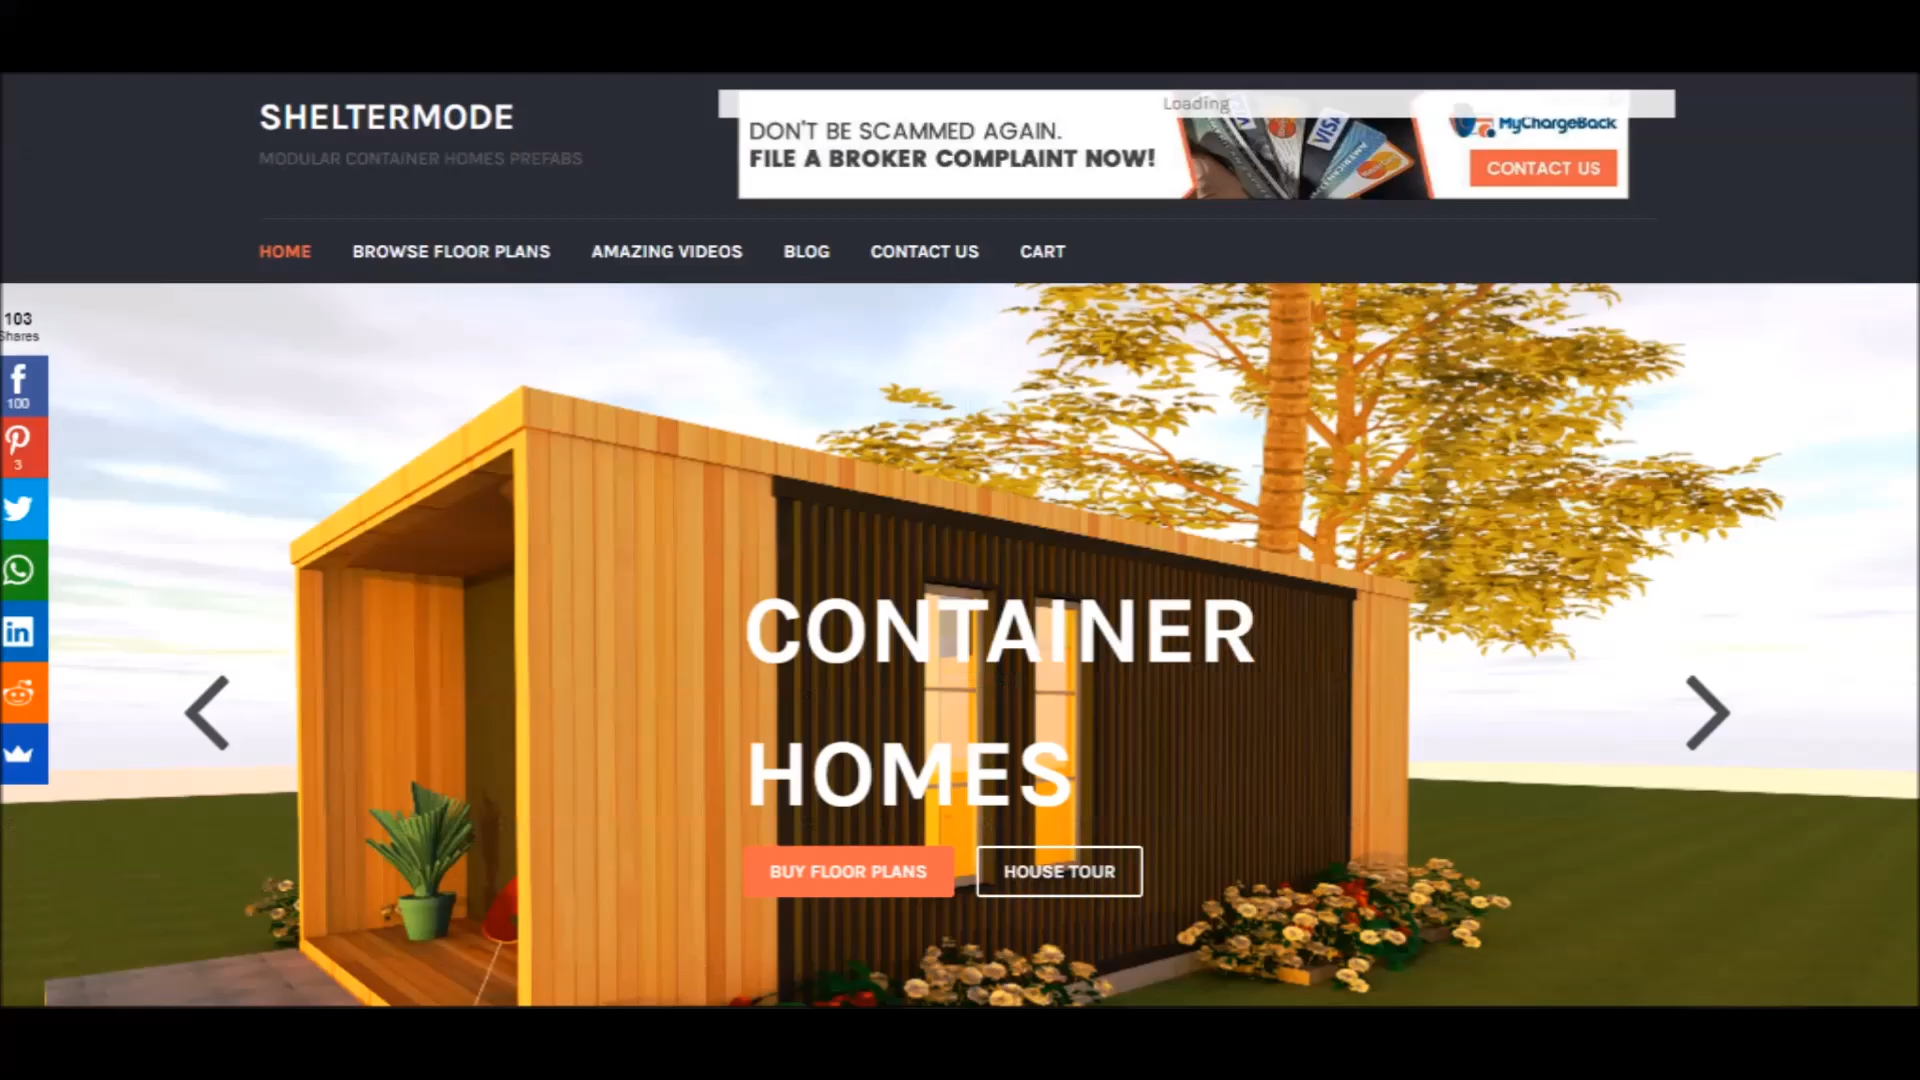 SHELTERMODE
MODULAR CONTAINER HOMES PREFABS
Loading
DON'T BE SCAMMED AGAIN.
FILE A BROKER COMPLAINT NOW!
VISA
MyChargeBack
CONTACT US
HOME BROWSE FLOOR PLANS AMAZING VIDEOS BLOG CONTACT US CART
103
Shares
100
3
CONTAINER
HOMES
BUY FLOOR PLANS HOUSE TOUR